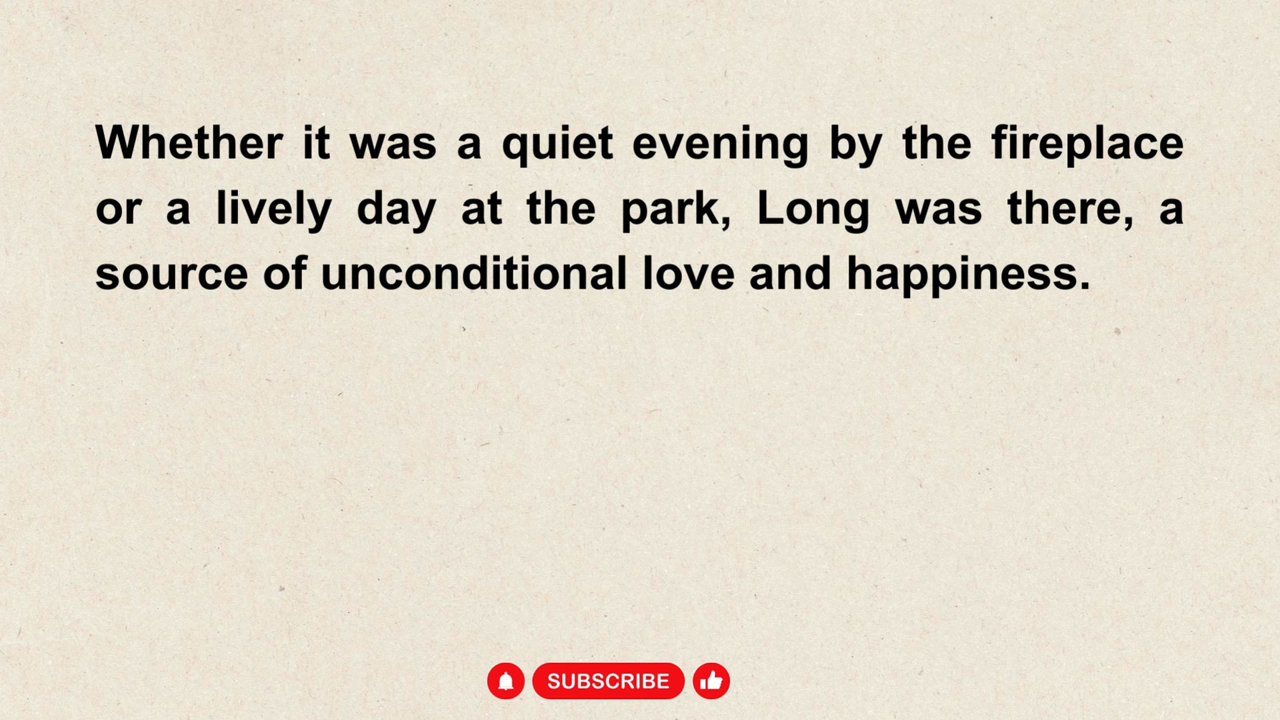 Whether it was a quiet evening by the fireplace
or a lively day at the park, Long was there, a
source of unconditional love and happiness.
SUBSCRIBE